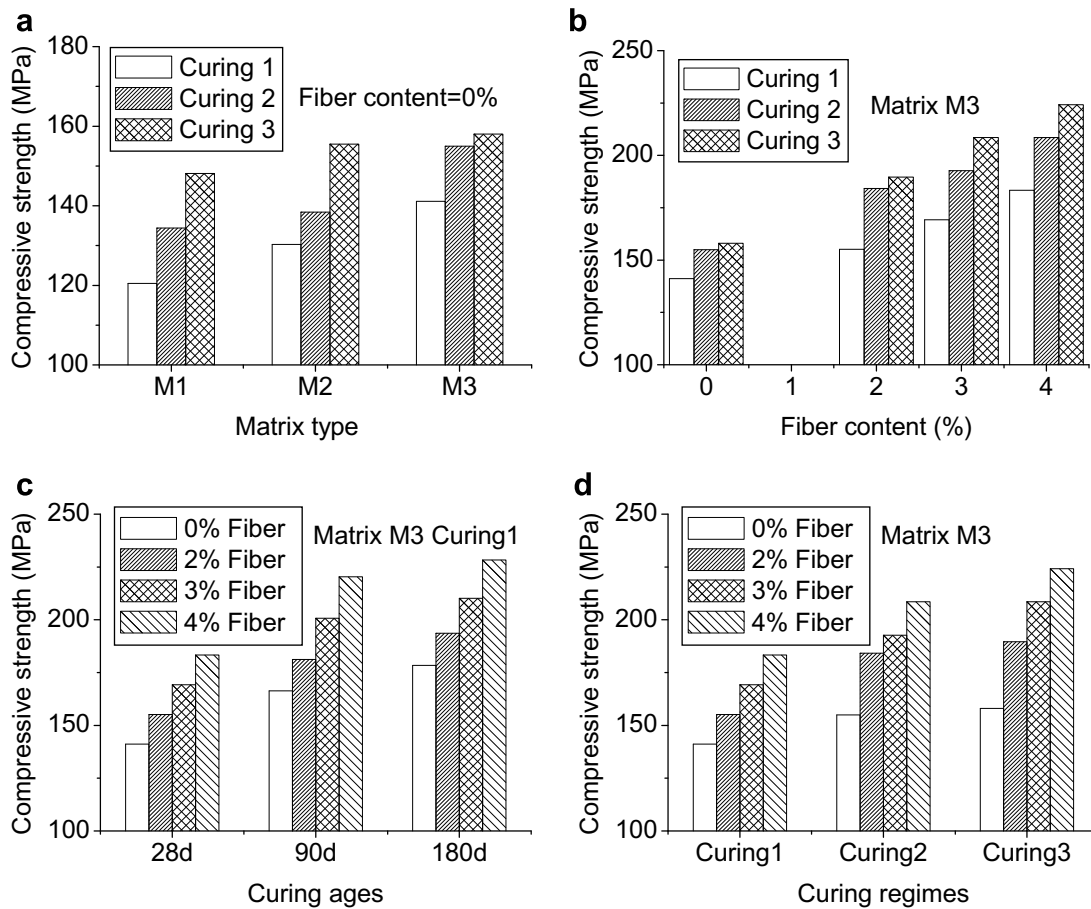 a
180
160
140
120
100
Compressive strength (MPa)
Curing 1
Curing 2
Curing 3
Fiber content=0%
M1 M2 M3
Matrix type
b
250
200
150
100
Compressive strength (MPa)
Curing 1
Curing 2
Curing 3
Matrix M3
0 1 2 3 4
Fiber content (%)
c
250
200
150
100
Compressive strength (MPa)
0% Fiber
2% Fiber
3% Fiber
4% Fiber
Matrix M3 Curing1
28d 90d 180d
Curing ages
d
250
200
150
100
Compressive strength (MPa)
0% Fiber
2% Fiber
3% Fiber
4% Fiber
Matrix M3
Curing1 Curing2 Curing3
Curing regimes